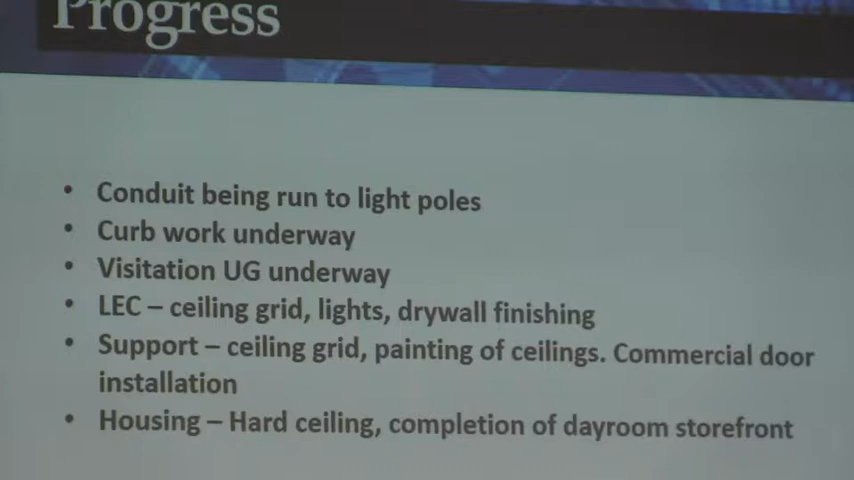 Progress
• Conduit being run to light poles
• Curb work underway
• Visitation UG underway
• LEC – ceiling grid, lights, drywall finishing
• Support – ceiling grid, painting of ceilings. Commercial door
installation
• Housing – Hard ceiling, completion of dayroom storefront